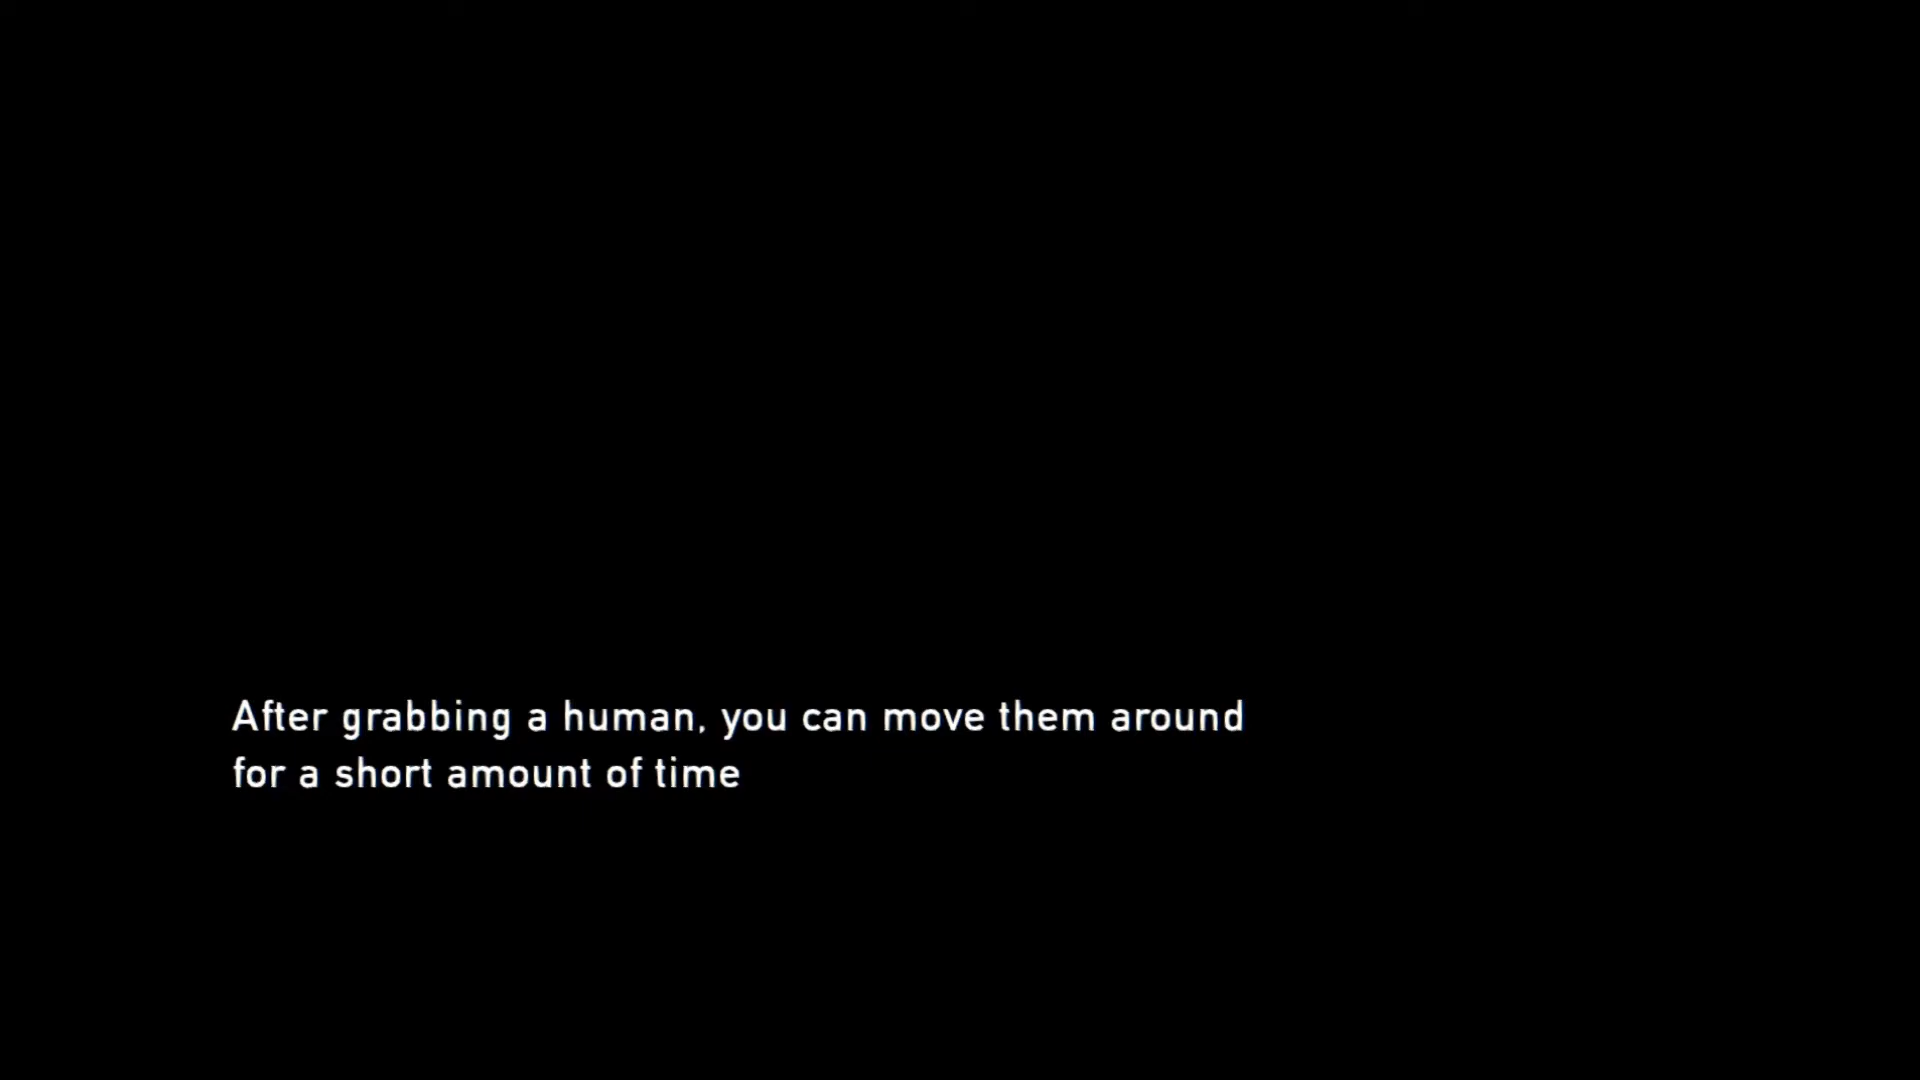 After grabbing a human, you can move them around
for a short amount of time